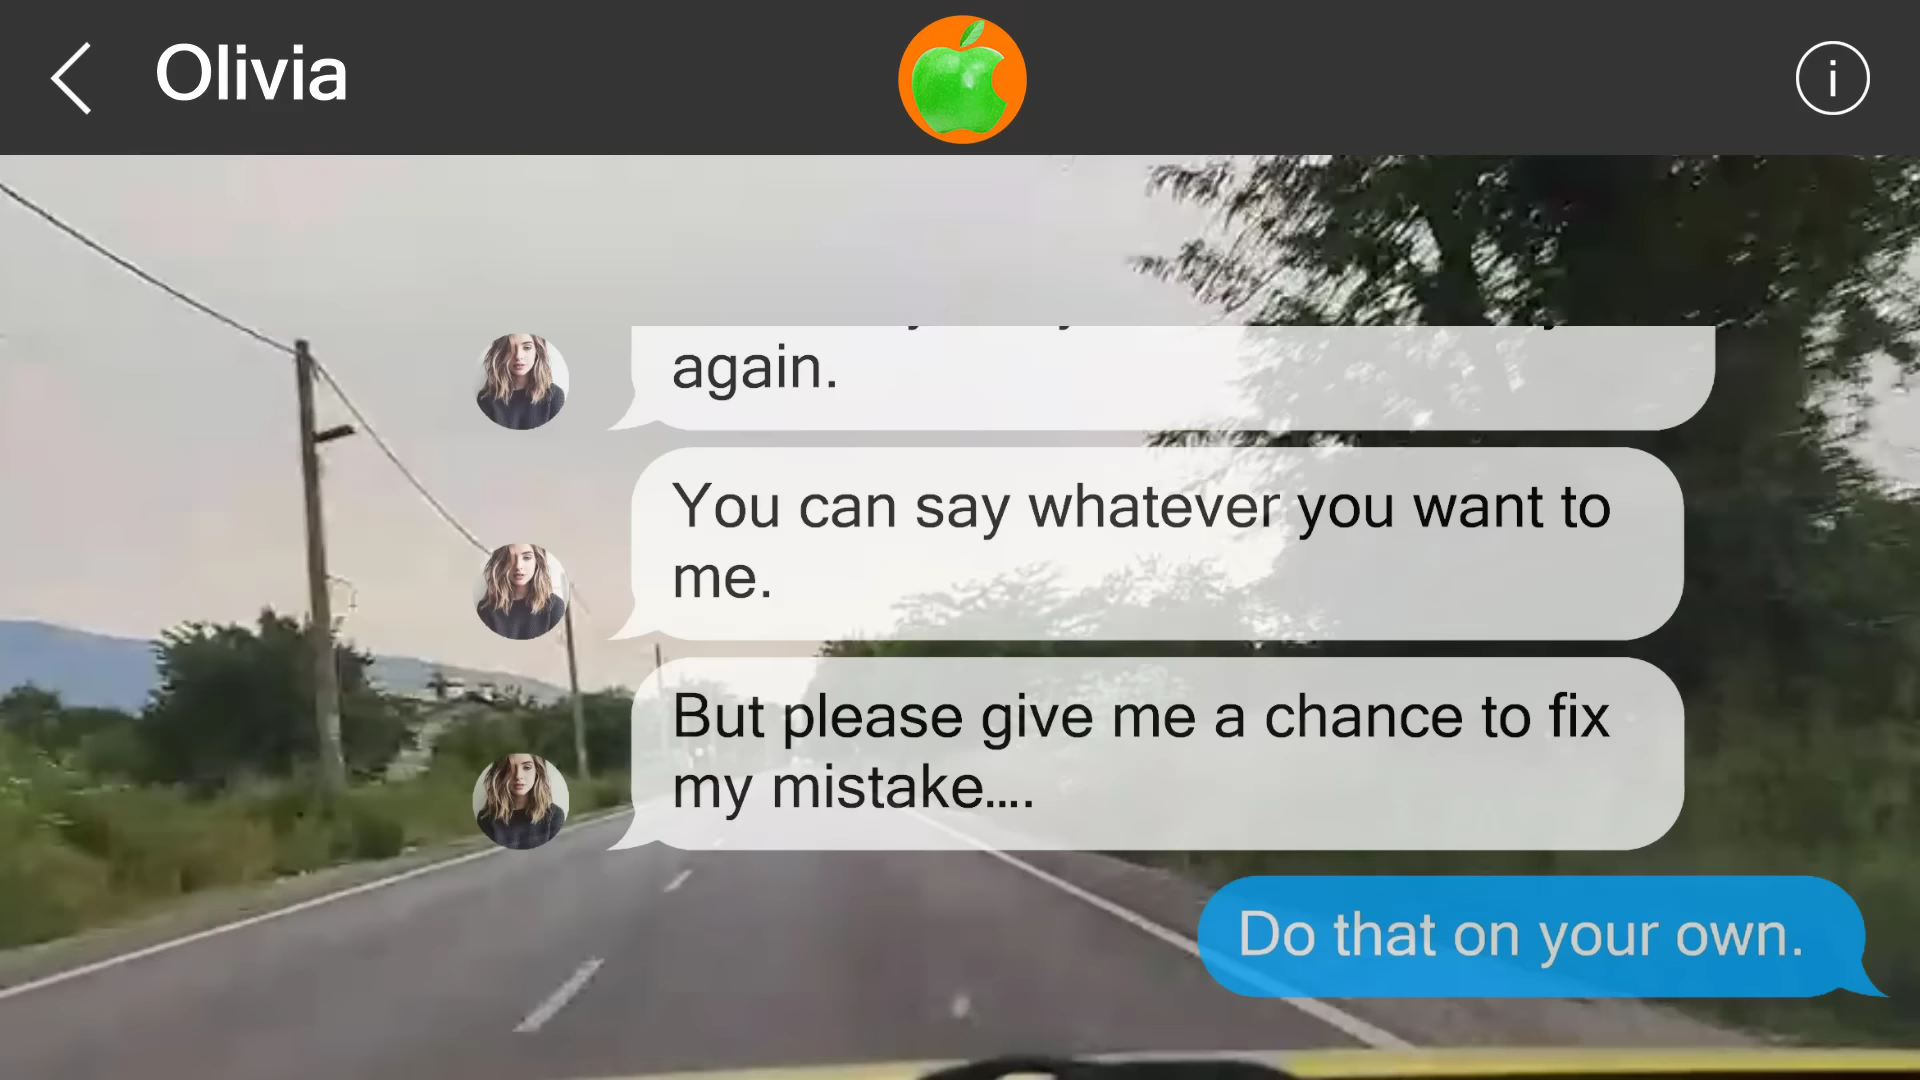 Olivia
i
again.
You can say whatever you want to
me.
But please give me a chance to fix
my mistake....
Do that on your own.